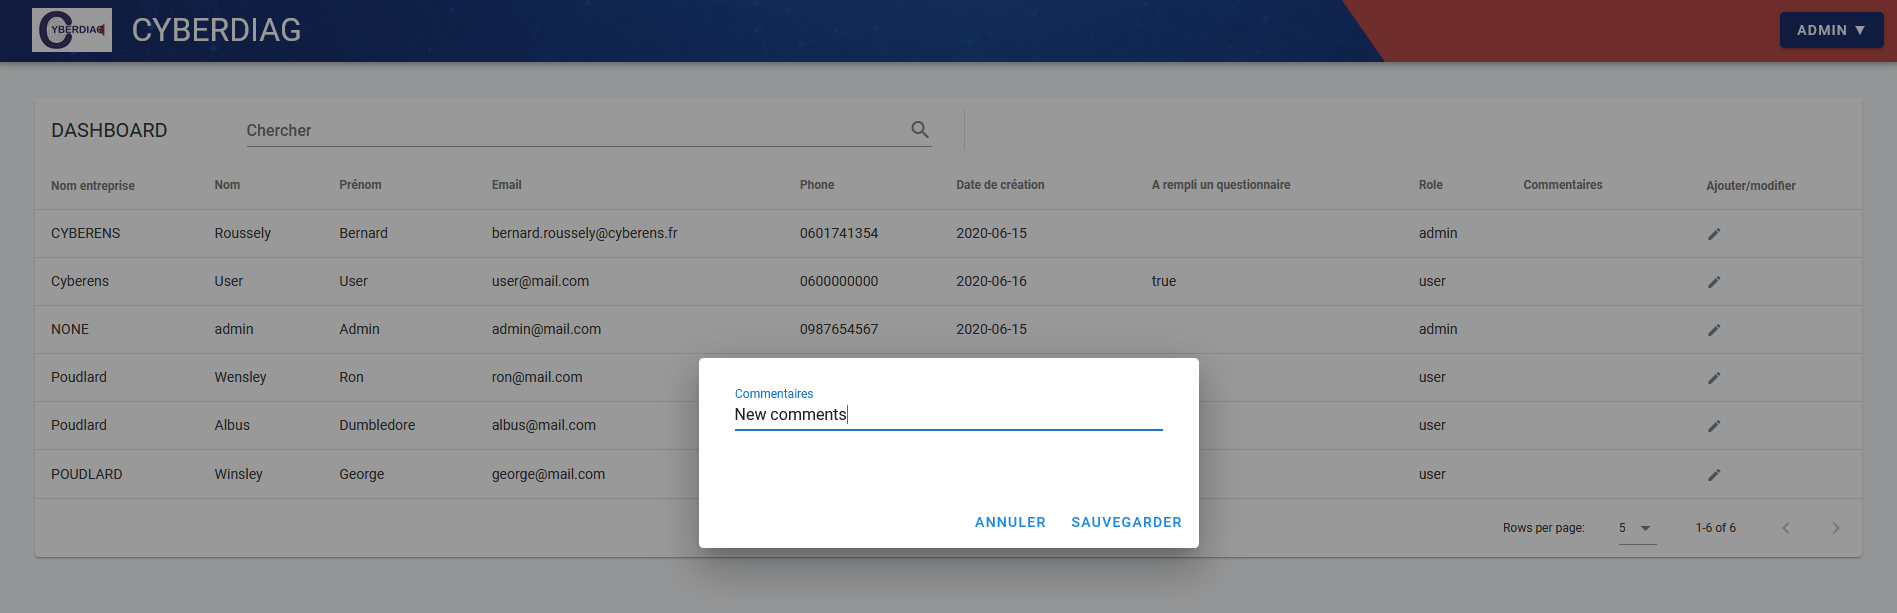 CYBERDIAG
CYBERDIAG
ADMIN ▼
DASHBOARD
Chercher
Nom entreprise Nom Prénom Email Phone Date de création A rempli un questionnaire Role Commentaires Ajouter/modifier
CYBERENS Roussely Bernard bernard.roussely@cyberens.fr 0601741354 2020-06-15 admin
Cyberens User User user@mail.com 0600000000 2020-06-16 true user
NONE admin Admin admin@mail.com 0987654567 2020-06-15 admin
Poudlard Wensley Ron ron@mail.com user
Poudlard Albus Dumbledore albus@mail.com user
POUDLARD Winsley George george@mail.com user
Commentaires
New comments
ANNULER SAUVEGARDER
Rows per page: 5 1-6 of 6